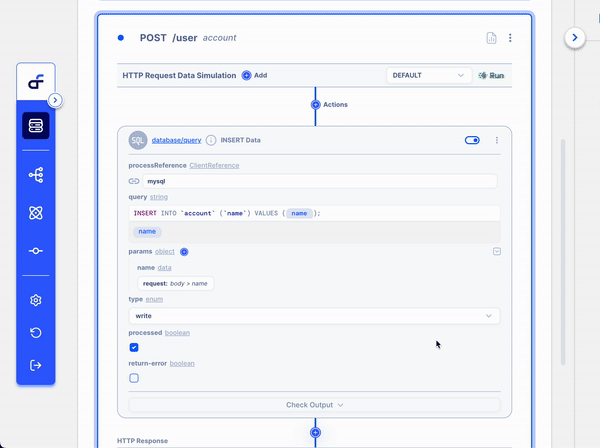 POST /user account
HTTP Request Data Simulation Add DEFAULT Run
Actions
SQL database/query INSERT Data
processReference ClientReference
mysql
query string
INSERT INTO `account` (`name`) VALUES ( name );
name
params object
name data
request: body > name
type enum
write
processed boolean
return-error boolean
Check Output
HTTP Response